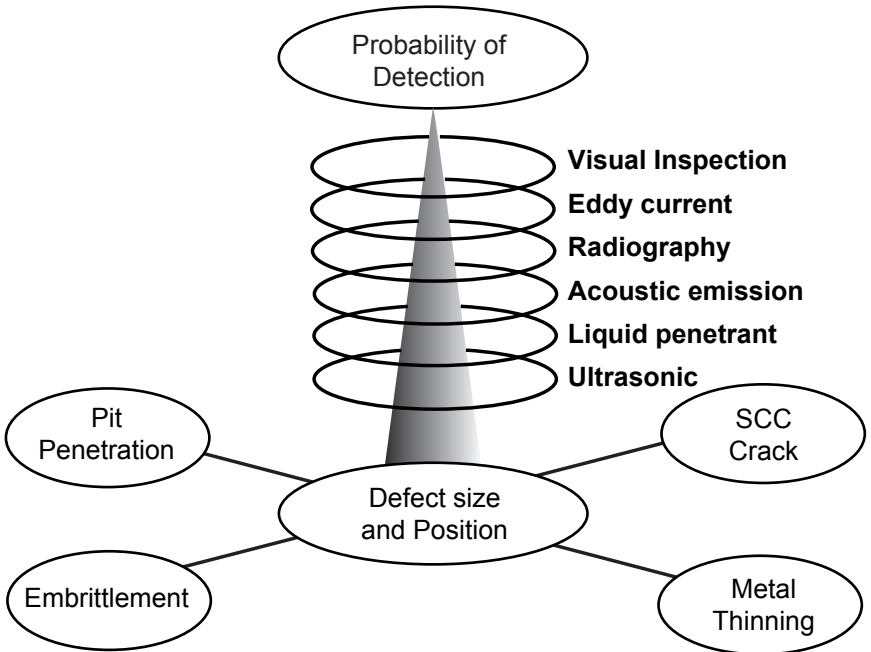 Probability of
Detection
Visual Inspection
Eddy current
Radiography
Acoustic emission
Liquid penetrant
Ultrasonic
Pit
Penetration
SCC
Crack
Defect size
and Position
Embrittlement
Metal
Thinning